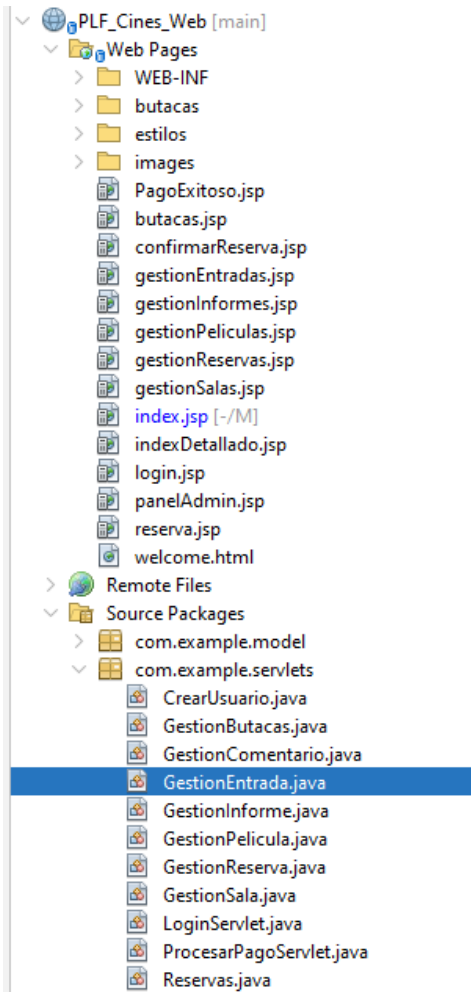 PLF_Cines_Web [main]
Web Pages
WEB-INF
butacas
estilos
images
PagoExitoso.jsp
butacas.jsp
confirmarReserva.jsp
gestionEntradas.jsp
gestionInformes.jsp
gestionPeliculas.jsp
gestionReservas.jsp
gestionSalas.jsp
index.jsp [-/M]
indexDetallado.jsp
login.jsp
panelAdmin.jsp
reserva.jsp
welcome.html
Remote Files
Source Packages
com.example.model
com.example.servlets
CrearUsuario.java
GestionButacas.java
GestionComentario.java
GestionEntrada.java
GestionInforme.java
GestionPelicula.java
GestionReserva.java
GestionSala.java
LoginServlet.java
ProcesarPagoServlet.java
Reservas.java